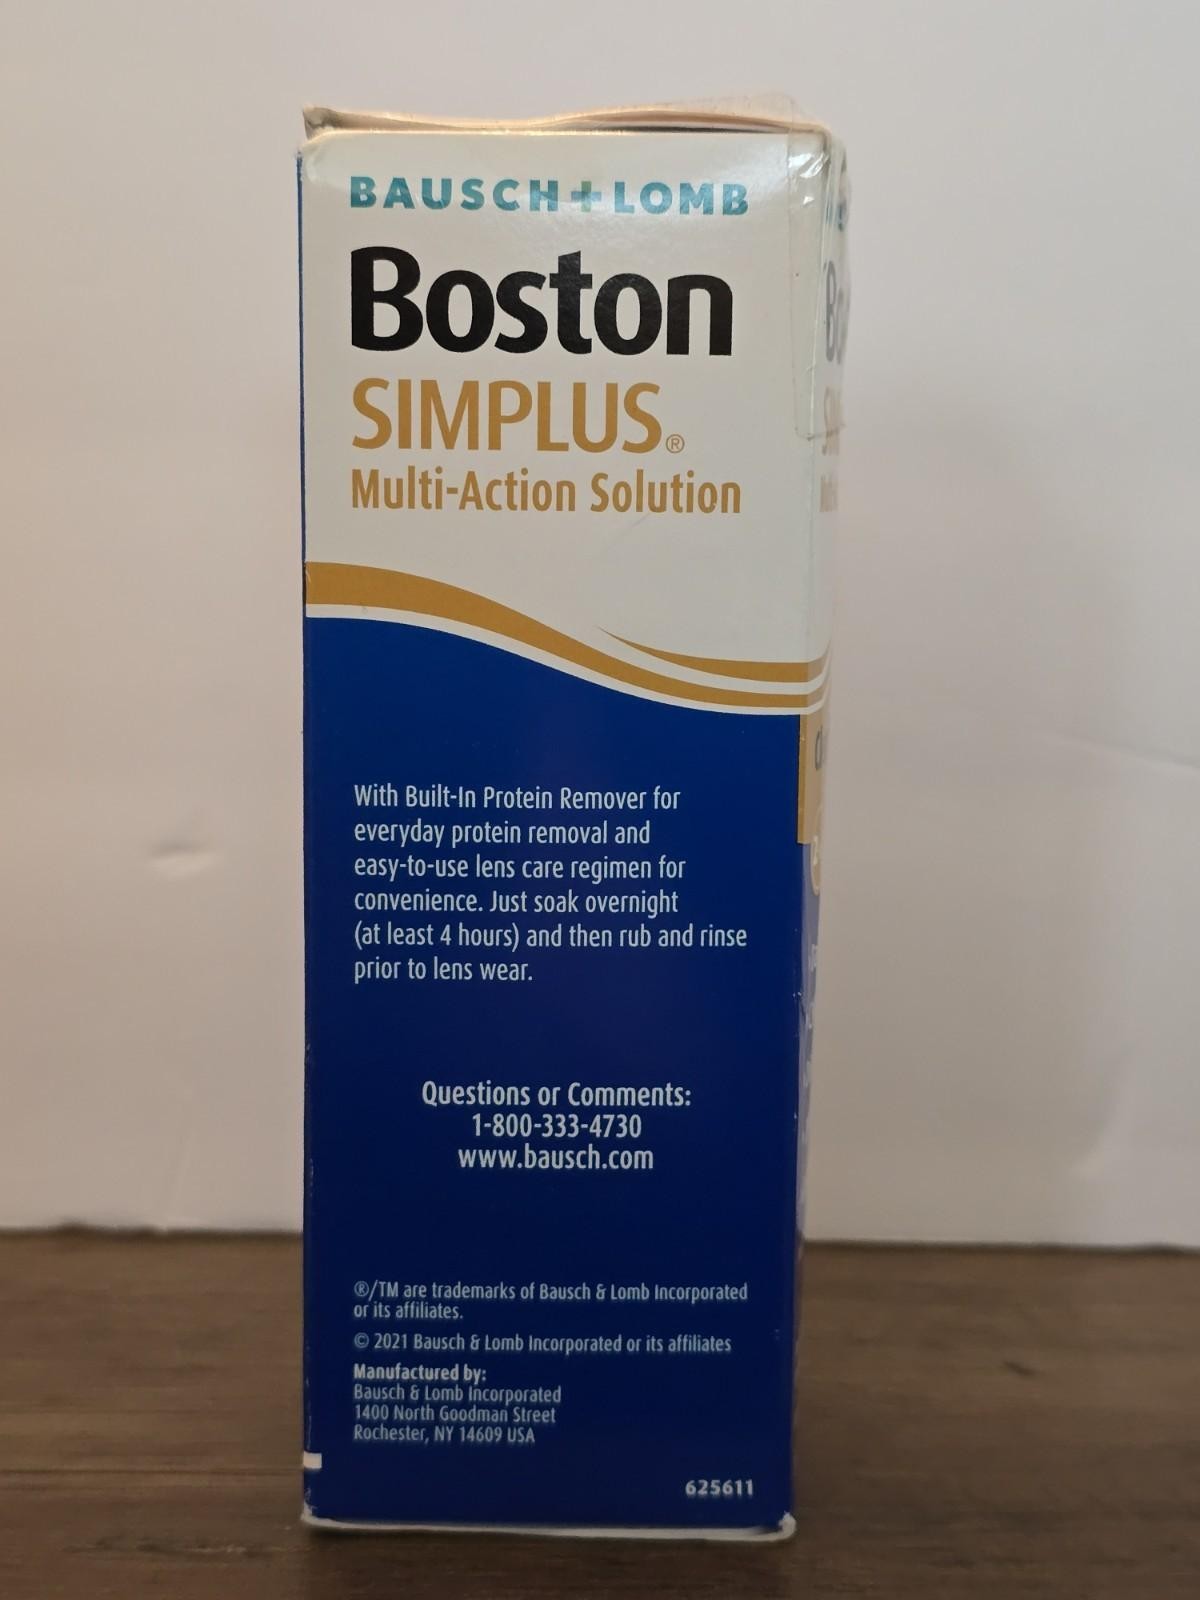 BAUSCH + LOMB
Boston
SIMPLUS®
Multi-Action Solution
With Built-In Protein Remover for
everyday protein removal and
easy-to-use lens care regimen for
convenience. Just soak overnight
(at least 4 hours) and then rub and rinse
prior to lens wear.
Questions or Comments:
1-800-333-4730
www.bausch.com
®/TM are trademarks of Bausch & Lomb Incorporated
or its affiliates.
© 2021 Bausch & Lomb Incorporated or its affiliates
Manufactured by:
Bausch & Lomb Incorporated
1400 North Goodman Street
Rochester, NY 14609 USA
625611